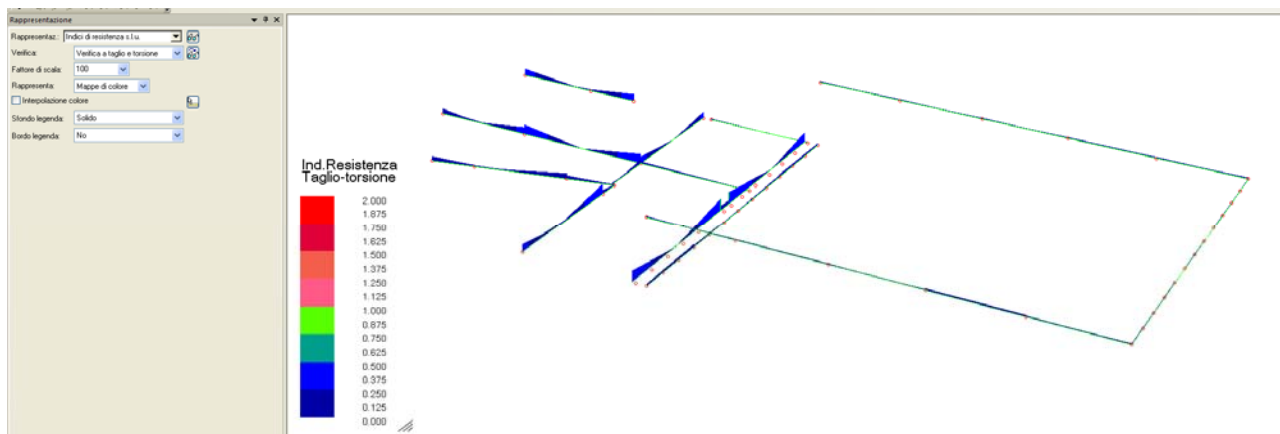 Rappresentazione
Rappresentaz.: Indici di resistenza s.l.u.
Verifica: Verifica a taglio e torsione
Fattore di scala: 100
Rappresenta: Mappe di colore
Interpolazione colore
Sfondo legenda: Solido
Bordo legenda: No
Ind.Resistenza
Taglio-torsione
2.000
1.875
1.750
1.625
1.500
1.375
1.250
1.125
1.000
0.875
0.750
0.625
0.500
0.375
0.250
0.125
0.000